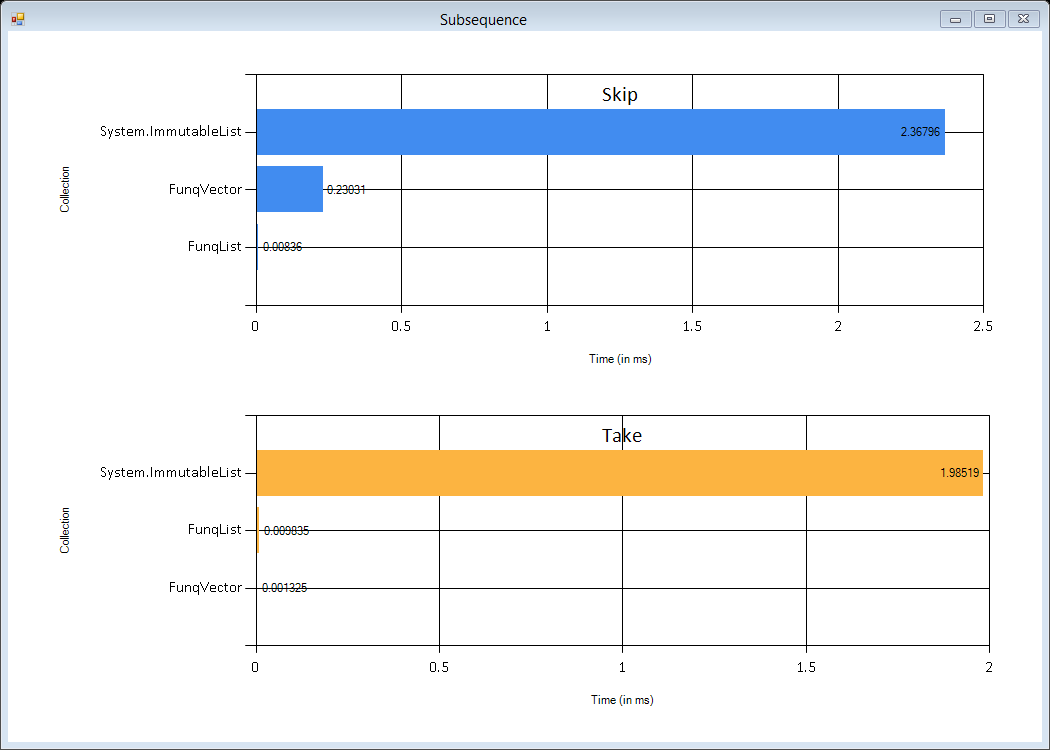 Subsequence
Skip
System.ImmutableList
2.36796
FunqVector
0.23031
FunqList
0.00836
Collection
0 0.5 1 1.5 2 2.5
Time (in ms)
Take
System.ImmutableList
1.98519
FunqList
0.009835
FunqVector
0.001325
Collection
0 0.5 1 1.5 2
Time (in ms)